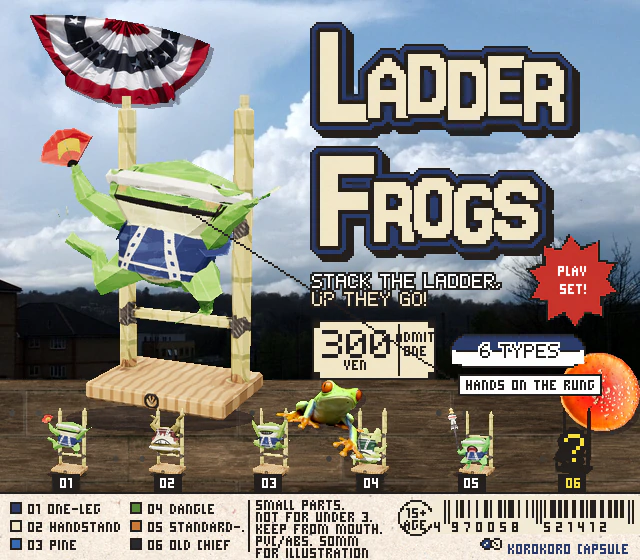 LADDER
FROGS
STACK THE LADDER,
UP THEY GO!
PLAY
SET!
300
YEN
ADMIT
ONE
6 TYPES
HANDS ON THE RUNG
?
01
02
03
04
05
06
01 ONE-LEG
02 HANDSTAND
03 PINE
04 DANGLE
05 STANDARD-.
06 OLD CHIEF
SMALL PARTS.
NOT FOR UNDER 3.
KEEP FROM MOUTH.
PVC/ABS. 50MM
FOR ILLUSTRATION
15+
AGE
4 970058 521412
KOROKORO CAPSULE